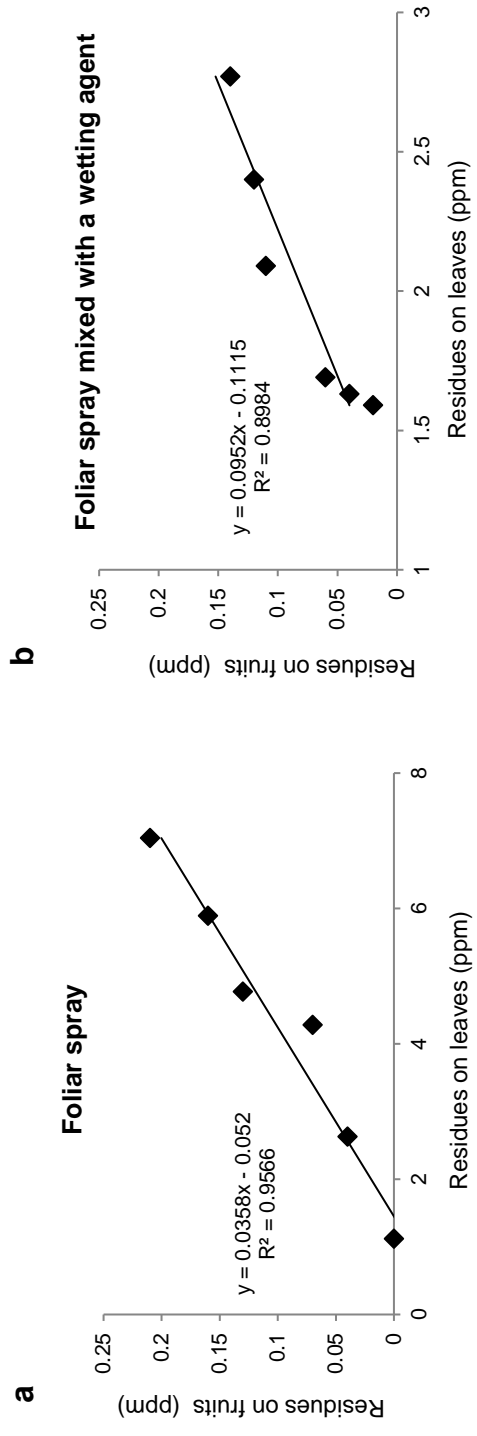 a
Foliar spray
y = 0.0358x - 0.052
R² = 0.9566
Residues on fruits (ppm)
0.25
0.2
0.15
0.1
0.05
0
0 2 4 6 8
Residues on leaves (ppm)
b
Foliar spray mixed with a wetting agent
y = 0.0952x - 0.1115
R² = 0.8984
Residues on fruits (ppm)
0.25
0.2
0.15
0.1
0.05
0
1 1.5 2 2.5 3
Residues on leaves (ppm)